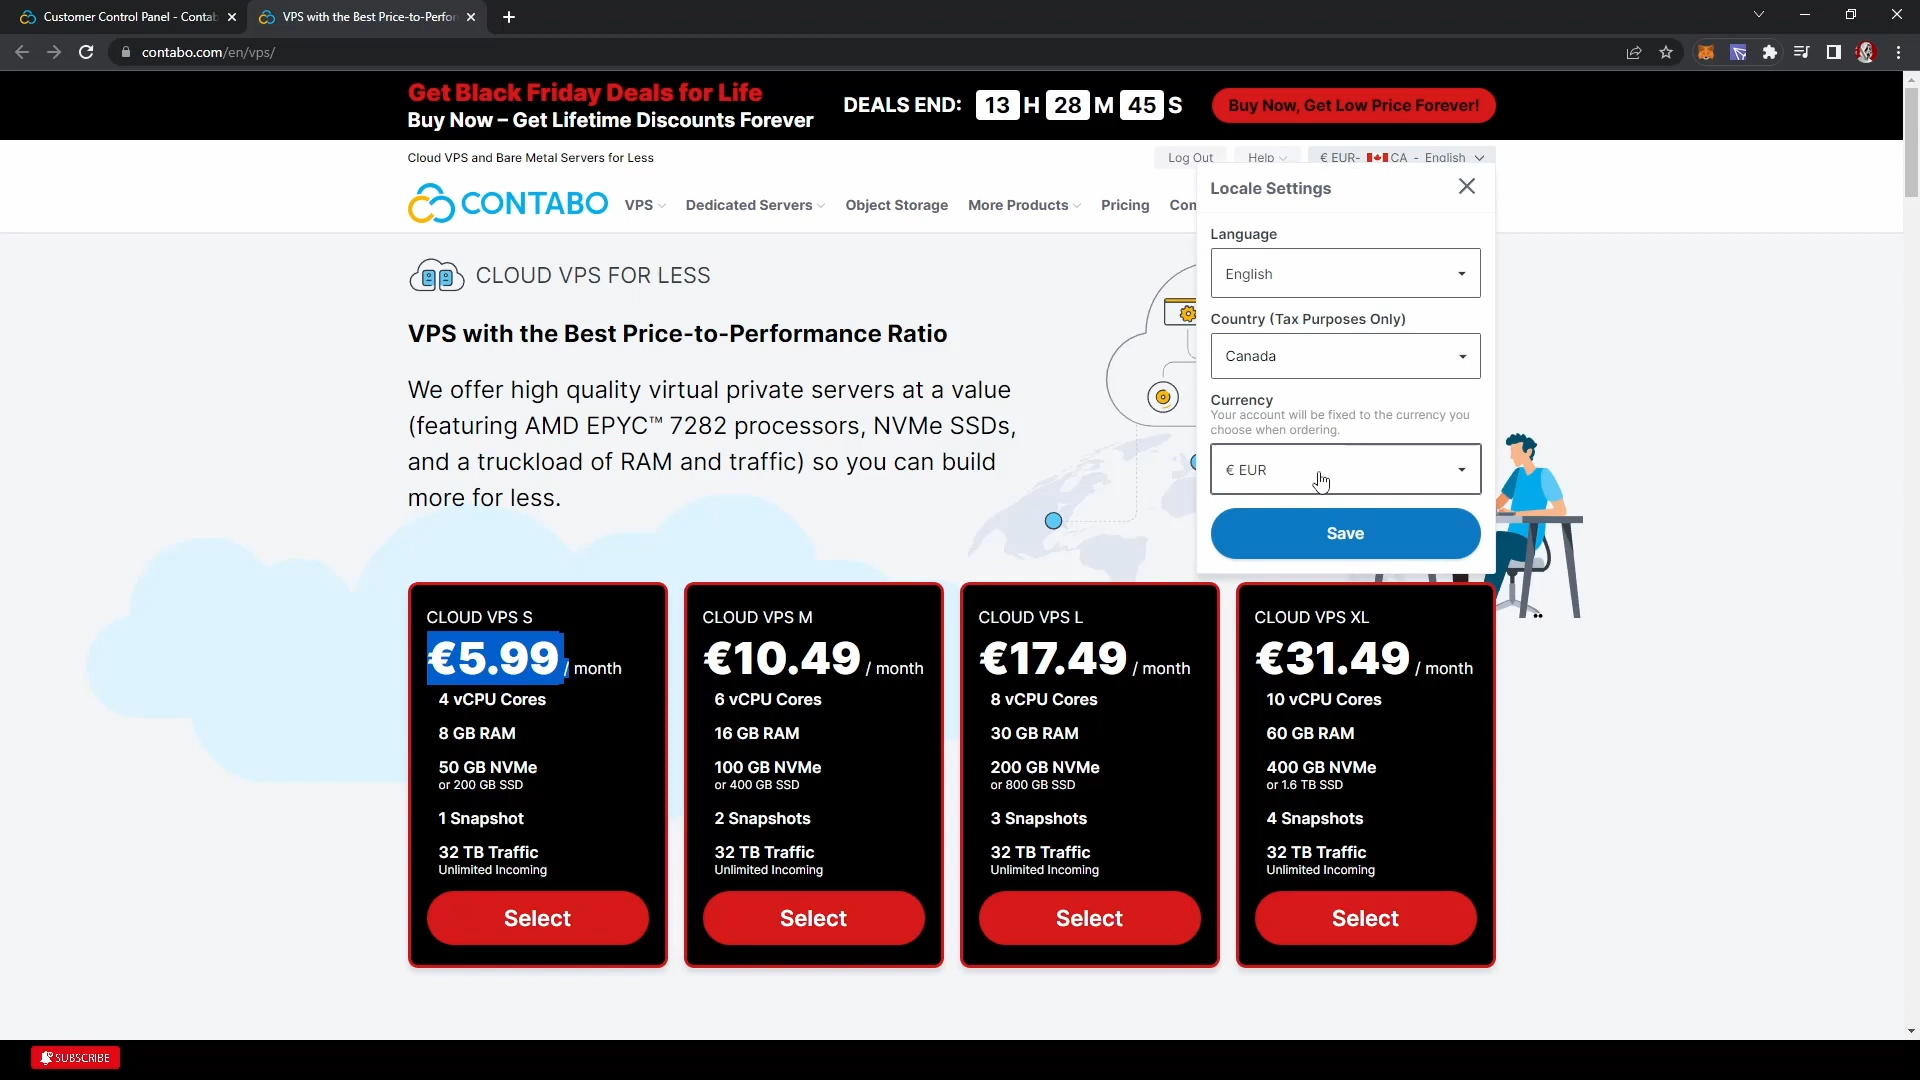 Customer Control Panel - Contab
VPS with the Best Price-to-Perfor
contabo.com/en/vps/
Get Black Friday Deals for Life
Buy Now – Get Lifetime Discounts Forever
DEALS END: 13 H 28 M 45 S
Buy Now, Get Low Price Forever!
Cloud VPS and Bare Metal Servers for Less
Log Out
Help
€ EUR- CA - English
CONTABO
VPS
Dedicated Servers
Object Storage
More Products
Pricing
Com
Locale Settings
Language
English
Country (Tax Purposes Only)
Canada
Currency
Your account will be fixed to the currency you
choose when ordering.
€ EUR
Save
CLOUD VPS FOR LESS
VPS with the Best Price-to-Performance Ratio
We offer high quality virtual private servers at a value
(featuring AMD EPYC™ 7282 processors, NVMe SSDs,
and a truckload of RAM and traffic) so you can build
more for less.
CLOUD VPS S
€5.99 / month
4 vCPU Cores
8 GB RAM
50 GB NVMe
or 200 GB SSD
1 Snapshot
32 TB Traffic
Unlimited Incoming
Select
CLOUD VPS M
€10.49 / month
6 vCPU Cores
16 GB RAM
100 GB NVMe
or 400 GB SSD
2 Snapshots
32 TB Traffic
Unlimited Incoming
Select
CLOUD VPS L
€17.49 / month
8 vCPU Cores
30 GB RAM
200 GB NVMe
or 800 GB SSD
3 Snapshots
32 TB Traffic
Unlimited Incoming
Select
CLOUD VPS XL
€31.49 / month
10 vCPU Cores
60 GB RAM
400 GB NVMe
or 1.6 TB SSD
4 Snapshots
32 TB Traffic
Unlimited Incoming
Select
SUBSCRIBE